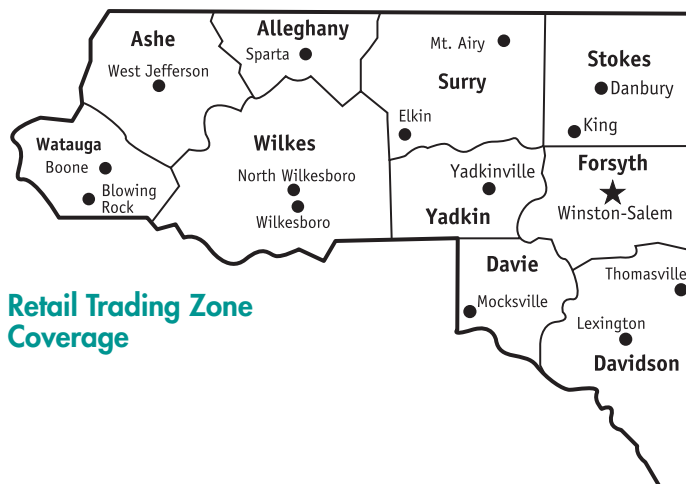 Ashe
West Jefferson
Alleghany
Sparta
Mt. Airy
Surry
Elkin
Stokes
Danbury
King
Watauga
Boone
Blowing
Rock
Wilkes
North Wilkesboro
Wilkesboro
Yadkinville
Yadkin
Forsyth
Winston-Salem
Davie
Mocksville
Thomasville
Lexington
Davidson
Retail Trading Zone
Coverage